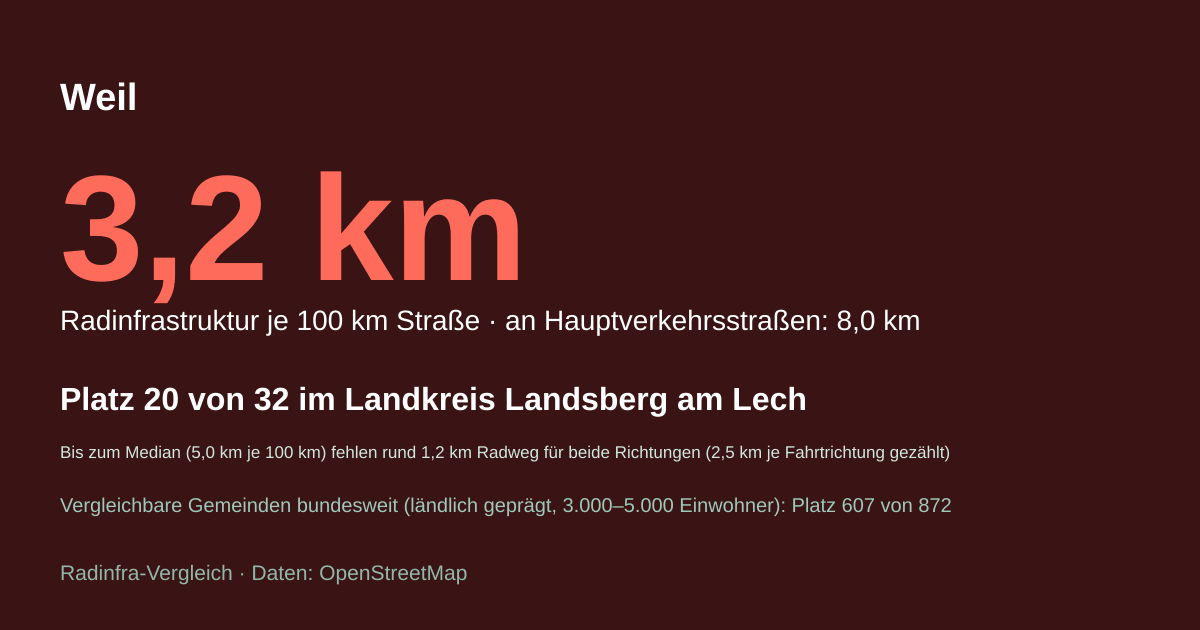 Weil
3,2 km
Radinfrastruktur je 100 km Straße · an Hauptverkehrsstraßen: 8,0 km
Platz 20 von 32 im Landkreis Landsberg am Lech
Bis zum Median (5,0 km je 100 km) fehlen rund 1,2 km Radweg für beide Richtungen (2,5 km je Fahrtrichtung gezählt)
Vergleichbare Gemeinden bundesweit (ländlich geprägt, 3.000–5.000 Einwohner): Platz 607 von 872
Radinfra-Vergleich · Daten: OpenStreetMap